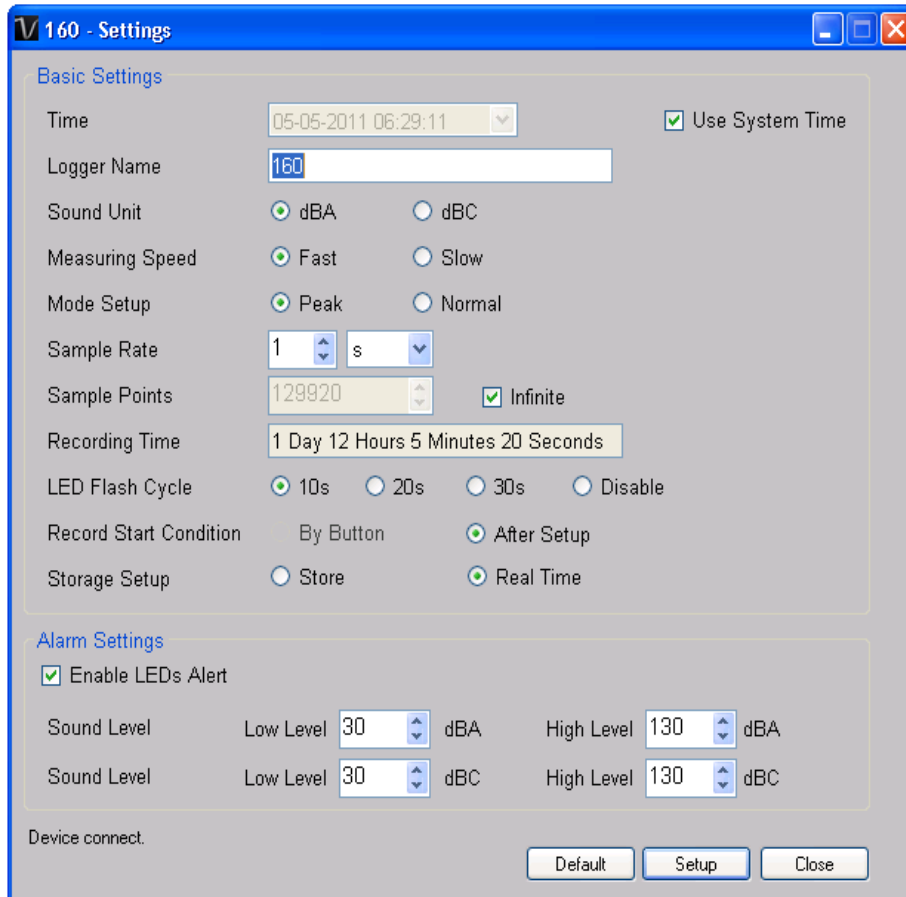 160 - Settings
Basic Settings
Time 05-05-2011 06:29:11 Use System Time
Logger Name 160
Sound Unit dBA dBC
Measuring Speed Fast Slow
Mode Setup Peak Normal
Sample Rate 1 s
Sample Points 129920 Infinite
Recording Time 1 Day 12 Hours 5 Minutes 20 Seconds
LED Flash Cycle 10s 20s 30s Disable
Record Start Condition By Button After Setup
Storage Setup Store Real Time
Alarm Settings
Enable LEDs Alert
Sound Level Low Level 30 dBA High Level 130 dBA
Sound Level Low Level 30 dBC High Level 130 dBC
Device connect.
Default Setup Close